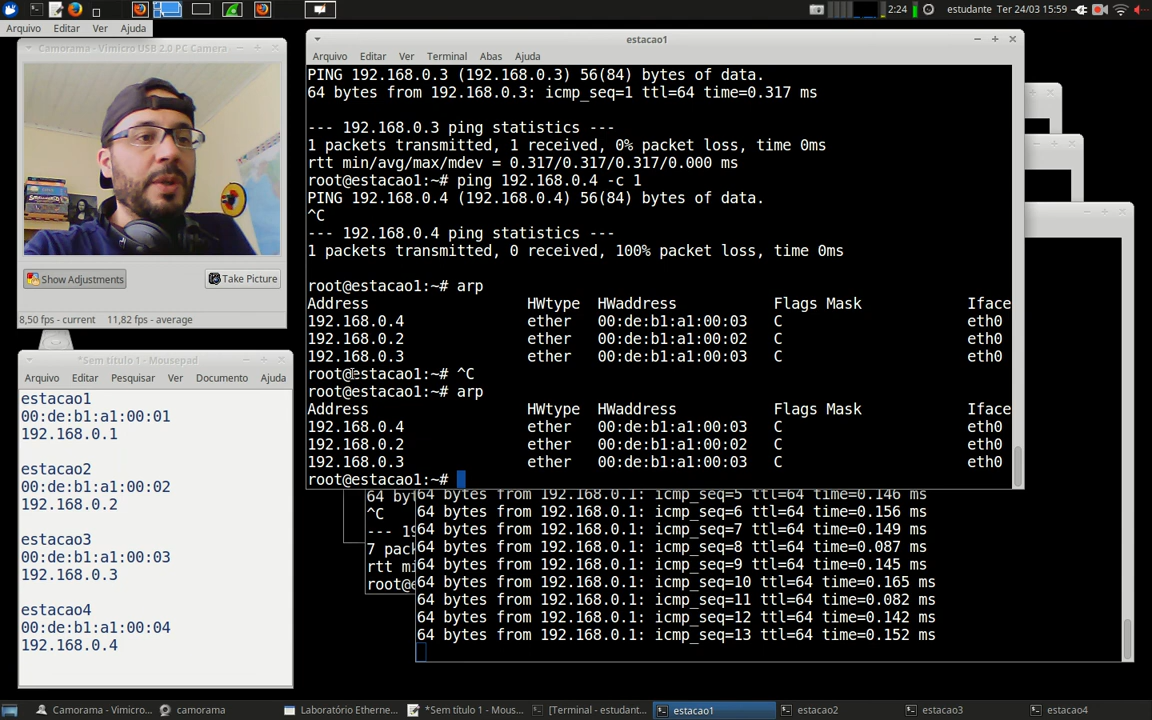 2:24
estudante
Ter 24/03 15:59
Arquivo Editar Ver Ajuda
Camorama - Vimicro USB 2.0 PC Camera
Show Adjustments
Take Picture
8,50 fps - current 11,82 fps - average
*Sem título 1 - Mousepad
Arquivo Editar Pesquisar Ver Documento Ajuda
estacao1
00:de:b1:a1:00:01
192.168.0.1
estacao2
00:de:b1:a1:00:02
192.168.0.2
estacao3
00:de:b1:a1:00:03
192.168.0.3
estacao4
00:de:b1:a1:00:04
192.168.0.4
estacao1
Arquivo Editar Ver Terminal Abas Ajuda
PING 192.168.0.3 (192.168.0.3) 56(84) bytes of data.
64 bytes from 192.168.0.3: icmp_seq=1 ttl=64 time=0.317 ms
--- 192.168.0.3 ping statistics ---
1 packets transmitted, 1 received, 0% packet loss, time 0ms
rtt min/avg/max/mdev = 0.317/0.317/0.317/0.000 ms
root@estacao1:~# ping 192.168.0.4 -c 1
PING 192.168.0.4 (192.168.0.4) 56(84) bytes of data.
^C
--- 192.168.0.4 ping statistics ---
1 packets transmitted, 0 received, 100% packet loss, time 0ms
root@estacao1:~# arp
Address HWtype HWaddress Flags Mask Iface
192.168.0.4 ether 00:de:b1:a1:00:03 C eth0
192.168.0.2 ether 00:de:b1:a1:00:02 C eth0
192.168.0.3 ether 00:de:b1:a1:00:03 C eth0
root@estacao1:~# ^C
root@estacao1:~# arp
Address HWtype HWaddress Flags Mask Iface
192.168.0.4 ether 00:de:b1:a1:00:03 C eth0
192.168.0.2 ether 00:de:b1:a1:00:02 C eth0
192.168.0.3 ether 00:de:b1:a1:00:03 C eth0
root@estacao1:~#
64 by
^C
--- 19
7 pac
rtt m
root@
64 bytes from 192.168.0.1: icmp_seq=5 ttl=64 time=0.146 ms
64 bytes from 192.168.0.1: icmp_seq=6 ttl=64 time=0.156 ms
64 bytes from 192.168.0.1: icmp_seq=7 ttl=64 time=0.149 ms
64 bytes from 192.168.0.1: icmp_seq=8 ttl=64 time=0.087 ms
64 bytes from 192.168.0.1: icmp_seq=9 ttl=64 time=0.145 ms
64 bytes from 192.168.0.1: icmp_seq=10 ttl=64 time=0.165 ms
64 bytes from 192.168.0.1: icmp_seq=11 ttl=64 time=0.082 ms
64 bytes from 192.168.0.1: icmp_seq=12 ttl=64 time=0.142 ms
64 bytes from 192.168.0.1: icmp_seq=13 ttl=64 time=0.152 ms
Camorama - Vimicro...
camorama
Laboratório Etherne...
*Sem título 1 - Mous...
[Terminal - estudant...
estacao1
estacao2
estacao3
estacao4